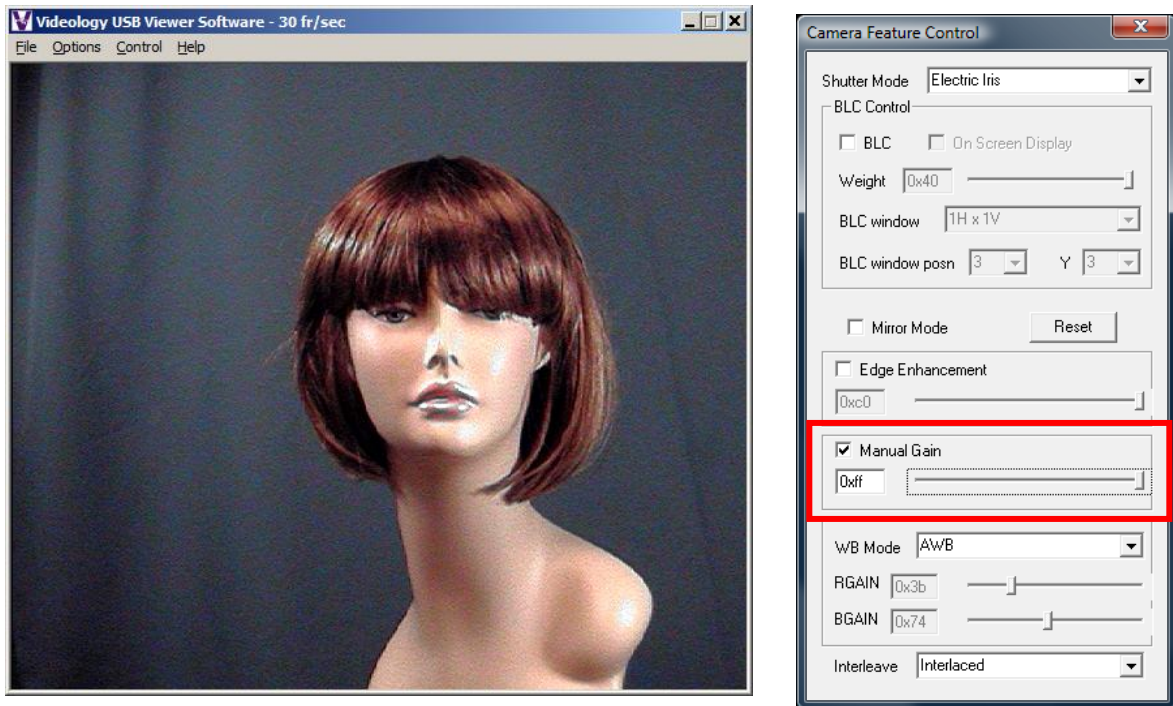 Videology USB Viewer Software - 30 fr/sec
File Options Control Help
Camera Feature Control
Shutter Mode Electric Iris
BLC Control
BLC On Screen Display
Weight 0x40
BLC window 1H x 1V
BLC window posn 3 Y 3
Mirror Mode Reset
Edge Enhancement
0xc0
Manual Gain
0xff
WB Mode AWB
RGAIN 0x3b
BGAIN 0x74
Interleave Interlaced